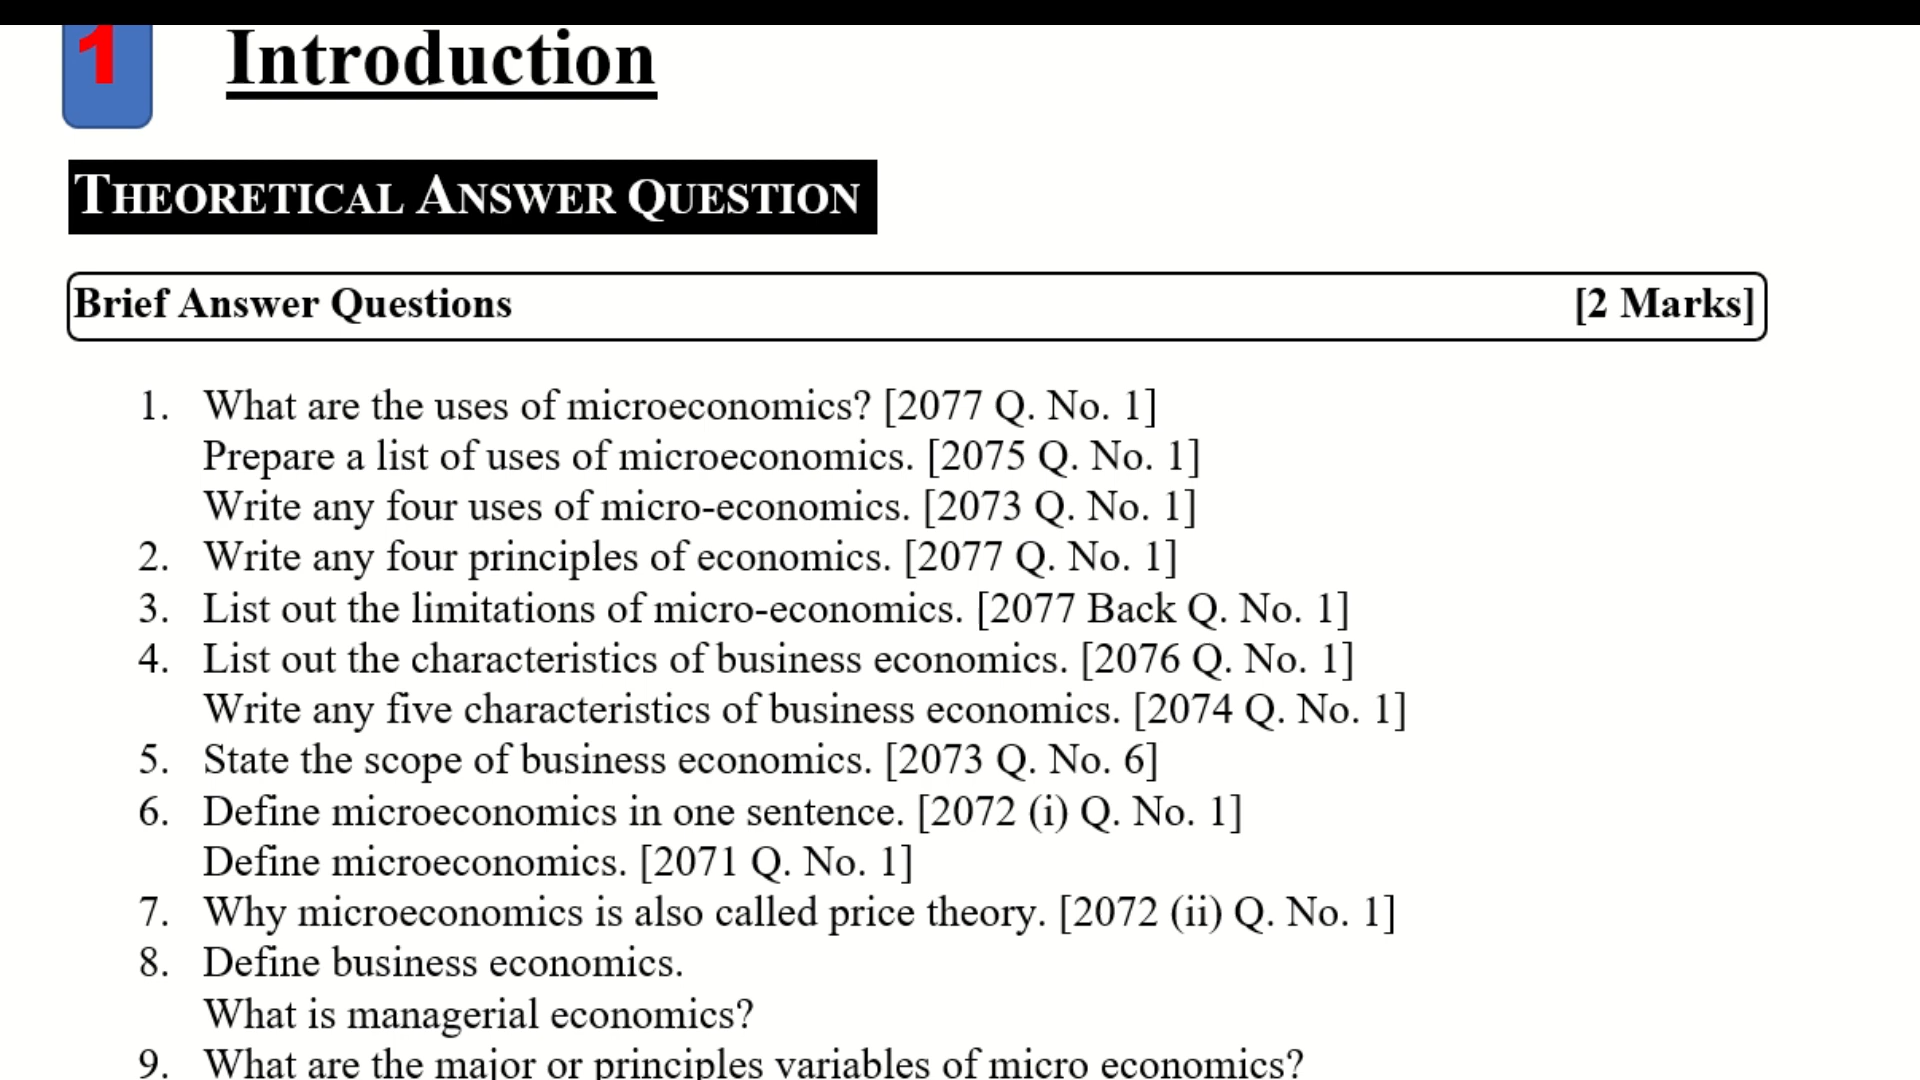 1 Introduction
THEORETICAL ANSWER QUESTION
Brief Answer Questions [2 Marks]
1. What are the uses of microeconomics? [2077 Q. No. 1]
Prepare a list of uses of microeconomics. [2075 Q. No. 1]
Write any four uses of micro-economics. [2073 Q. No. 1]
2. Write any four principles of economics. [2077 Q. No. 1]
3. List out the limitations of micro-economics. [2077 Back Q. No. 1]
4. List out the characteristics of business economics. [2076 Q. No. 1]
Write any five characteristics of business economics. [2074 Q. No. 1]
5. State the scope of business economics. [2073 Q. No. 6]
6. Define microeconomics in one sentence. [2072 (i) Q. No. 1]
Define microeconomics. [2071 Q. No. 1]
7. Why microeconomics is also called price theory. [2072 (ii) Q. No. 1]
8. Define business economics.
What is managerial economics?
9. What are the major or principles variables of micro economics?